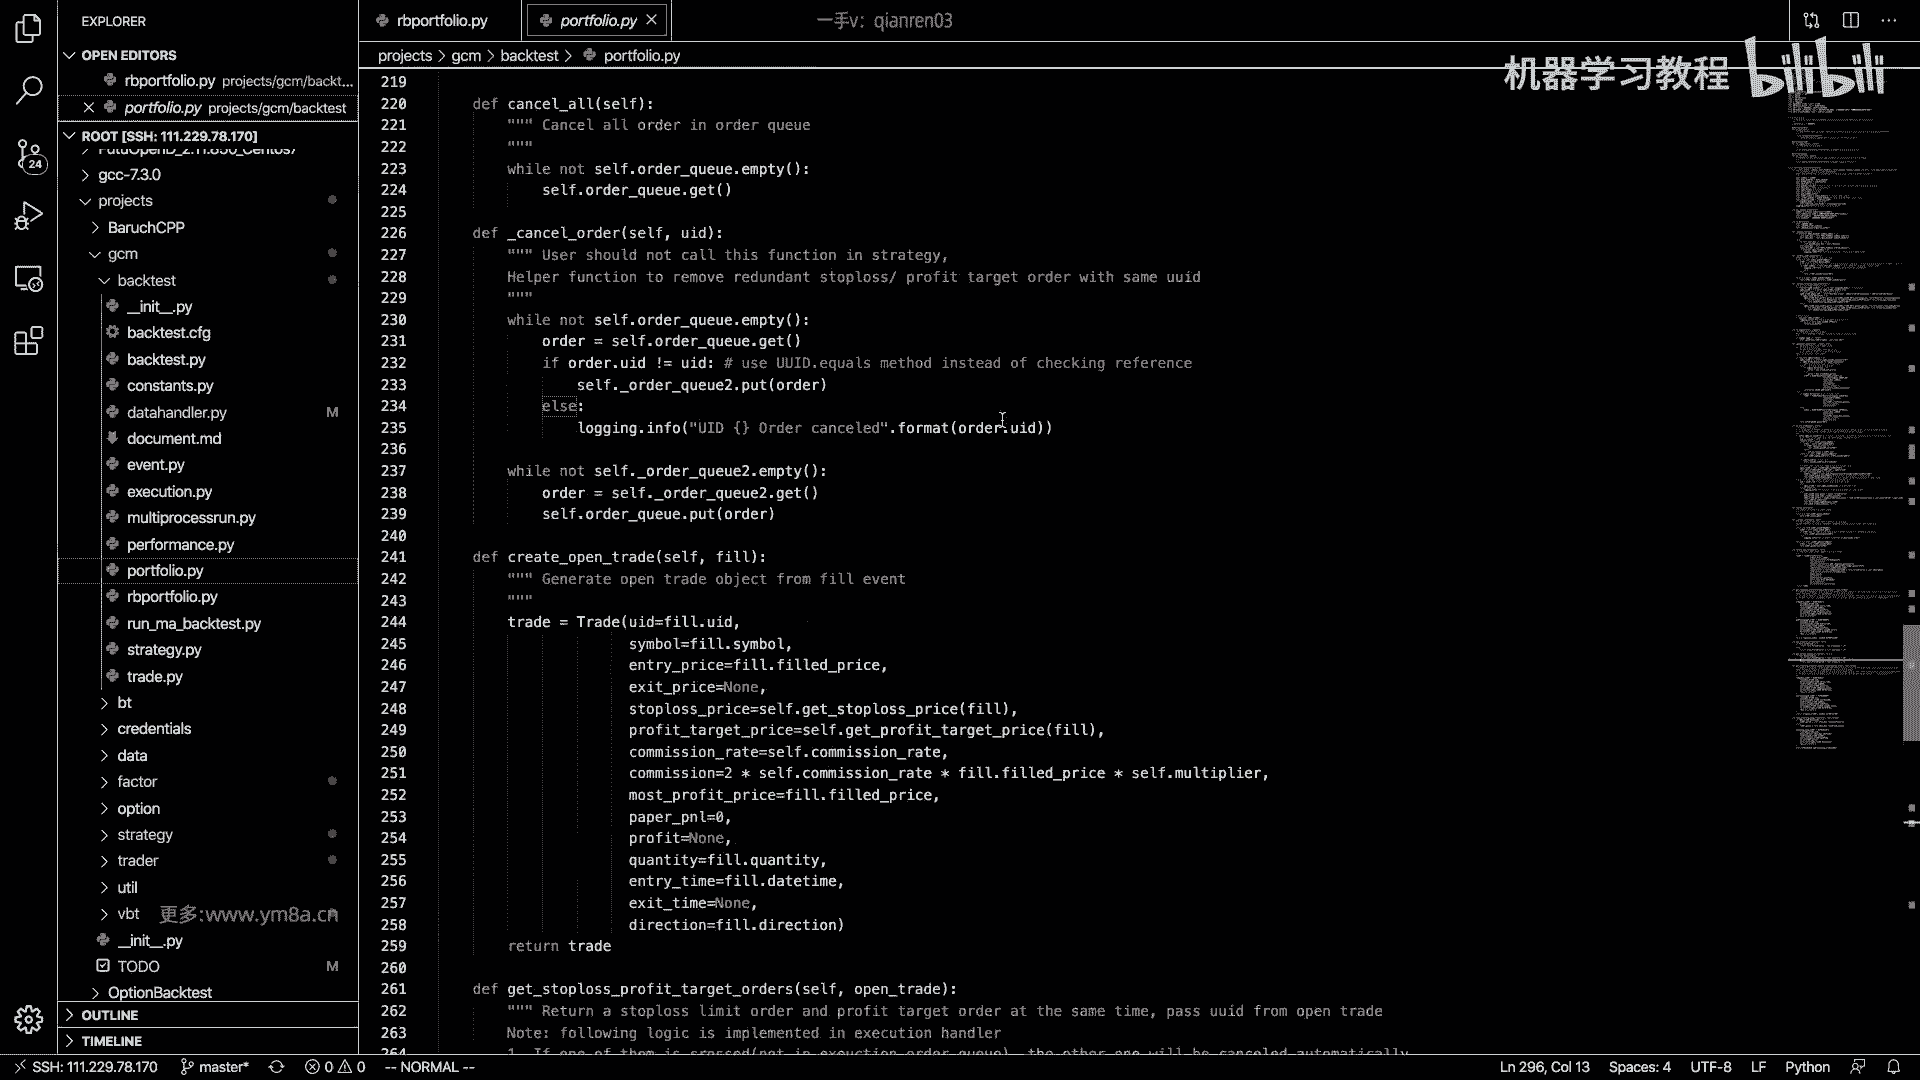 EXPLORER
OPEN EDITORS
rbportfolio.py projects/gcm/backt...
portfolio.py projects/gcm/backtest
ROOT [SSH: 111.229.78.170]
gcc-7.3.0
projects
BaruchCPP
gcm
backtest
__init__.py
backtest.cfg
backtest.py
constants.py
datahandler.py M
document.md
event.py
execution.py
multiprocessrun.py
performance.py
portfolio.py
rbportfolio.py
run_ma_backtest.py
strategy.py
trade.py
bt
credentials
data
factor
option
strategy
trader
util
vbt
更多:www.ym8a.cn
__init__.py
TODO M
OptionBacktest
OUTLINE
TIMELINE
24
rbportfolio.py
portfolio.py
一手v: qianren03
projects > gcm > backtest > portfolio.py
机器学习教程 bilibili
219
220 def cancel_all(self):
221 """ Cancel all order in order queue
222 """
223 while not self.order_queue.empty():
224 self.order_queue.get()
225
226 def _cancel_order(self, uid):
227 """ User should not call this function in strategy,
228 Helper function to remove redundant stoploss/ profit target order with same uuid
229 """
230 while not self.order_queue.empty():
231 order = self.order_queue.get()
232 if order.uid != uid: # use UUID.equals method instead of checking reference
233 self._order_queue2.put(order)
234 else:
235 logging.info("UID {} Order canceled".format(order.uid))
236
237 while not self._order_queue2.empty():
238 order = self._order_queue2.get()
239 self.order_queue.put(order)
240
241 def create_open_trade(self, fill):
242 """ Generate open trade object from fill event
243 """
244 trade = Trade(uid=fill.uid,
245 symbol=fill.symbol,
246 entry_price=fill.filled_price,
247 exit_price=None,
248 stoploss_price=self.get_stoploss_price(fill),
249 profit_target_price=self.get_profit_target_price(fill),
250 commission_rate=self.commission_rate,
251 commission=2 * self.commission_rate * fill.filled_price * self.multiplier,
252 most_profit_price=fill.filled_price,
253 paper_pnl=0,
254 profit=None,
255 quantity=fill.quantity,
256 entry_time=fill.datetime,
257 exit_time=None,
258 direction=fill.direction)
259 return trade
260
261 def get_stoploss_profit_target_orders(self, open_trade):
262 """ Return a stoploss limit order and profit target order at the same time, pass uuid from open trade
263 Note: following logic is implemented in execution handler
SSH: 111.229.78.170 master* 0 0 -- NORMAL -- Ln 296, Col 13 Spaces: 4 UTF-8 LF Python